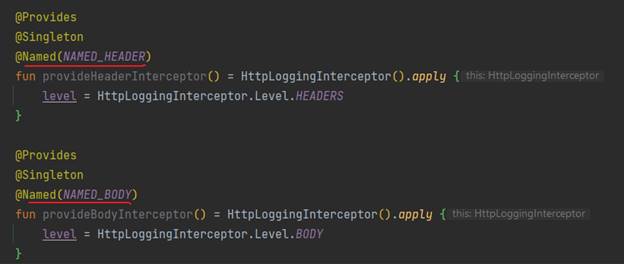 @Provides
@Singleton
@Named(NAMED_HEADER)
fun provideHeaderInterceptor() = HttpLoggingInterceptor().apply { this: HttpLoggingInterceptor
level = HttpLoggingInterceptor.Level.HEADERS
}
@Provides
@Singleton
@Named(NAMED_BODY)
fun provideBodyInterceptor() = HttpLoggingInterceptor().apply { this: HttpLoggingInterceptor
level = HttpLoggingInterceptor.Level.BODY
}